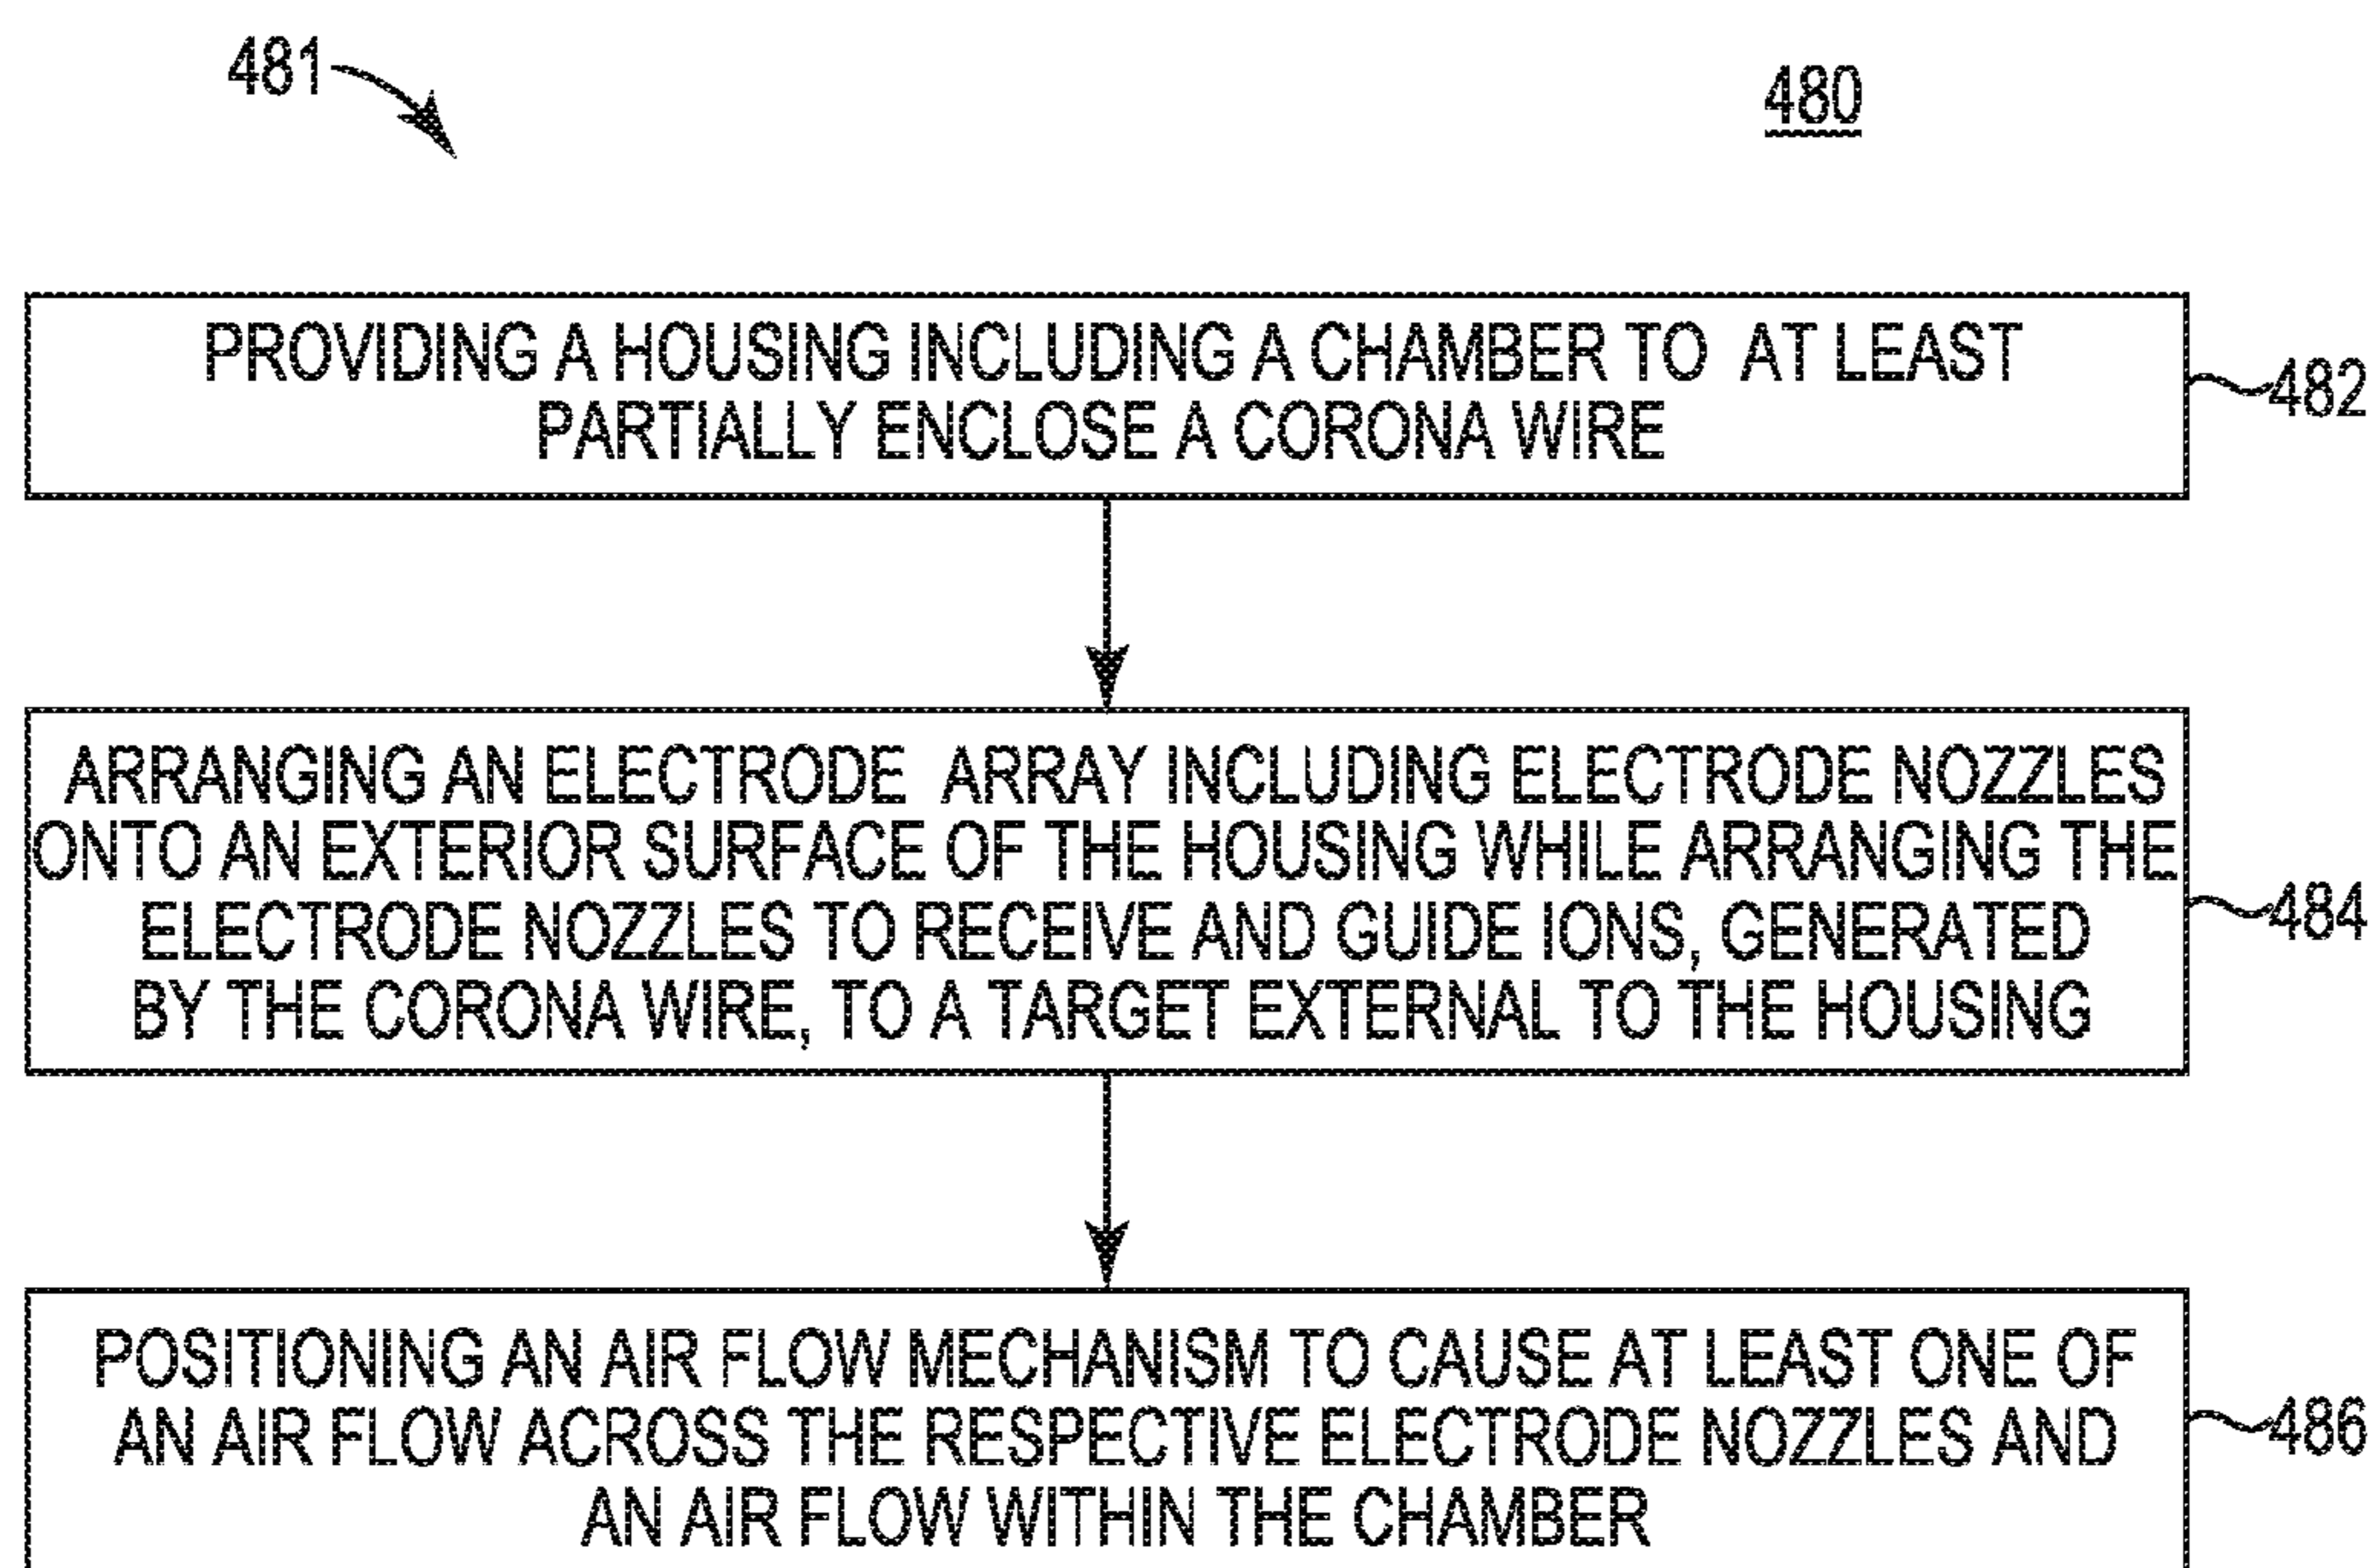 481
480
PROVIDING A HOUSING INCLUDING A CHAMBER TO AT LEAST
PARTIALLY ENCLOSE A CORONA WIRE
482
ARRANGING AN ELECTRODE ARRAY INCLUDING ELECTRODE NOZZLES
ONTO AN EXTERIOR SURFACE OF THE HOUSING WHILE ARRANGING THE
ELECTRODE NOZZLES TO RECEIVE AND GUIDE IONS, GENERATED
BY THE CORONA WIRE, TO A TARGET EXTERNAL TO THE HOUSING
484
POSITIONING AN AIR FLOW MECHANISM TO CAUSE AT LEAST ONE OF
AN AIR FLOW ACROSS THE RESPECTIVE ELECTRODE NOZZLES AND
AN AIR FLOW WITHIN THE CHAMBER
486